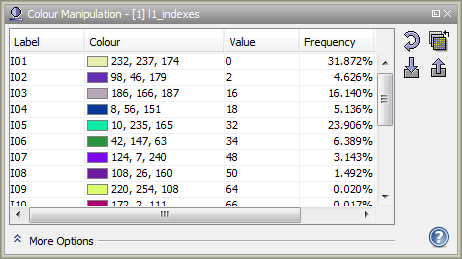 Colour Manipulation - [1] l1_indexes
Label Colour Value Frequency
I01 232, 237, 174 0 31.872%
I02 98, 46, 179 2 4.626%
I03 186, 166, 187 16 16.140%
I04 8, 56, 151 18 5.136%
I05 10, 235, 165 32 23.906%
I06 42, 147, 63 34 6.389%
I07 124, 7, 240 48 3.143%
I08 108, 26, 160 50 1.492%
I09 220, 254, 108 64 0.020%
I10 172, 2, 111 66 0.017%
More Options